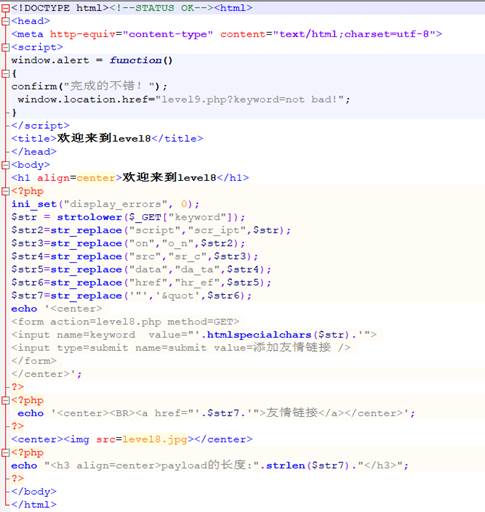 <!DOCTYPE html><!--STATUS OK--><html>
<head>
<meta http-equiv="content-type" content="text/html;charset=utf-8">
<script>
window.alert = function()
{
confirm("完成的不错！");
 window.location.href="level9.php?keyword=not bad!";
}
</script>
<title>欢迎来到level8</title>
</head>
<body>
<h1 align=center>欢迎来到level8</h1>
<?php
ini_set("display_errors", 0);
$str = strtolower($_GET["keyword"]);
$str2=str_replace("script","scr_ipt",$str);
$str3=str_replace("on","o_n",$str2);
$str4=str_replace("src","sr_c",$str3);
$str5=str_replace("data","da_ta",$str4);
$str6=str_replace("href","hr_ef",$str5);
$str7=str_replace('"','&quot',$str6);
echo '<center>
<form action=level8.php method=GET>
<input name=keyword  value="'.htmlspecialchars($str).'">
<input type=submit name=submit value=添加友情链接 />
</form>
</center>';
?>
<?php
 echo '<center><BR><a href="'.$str7.'">友情链接</a></center>';
?>
<center><img src=level8.jpg></center>
<?php
echo "<h3 align=center>payload的长度:".strlen($str7)."</h3>";
?>
</body>
</html>